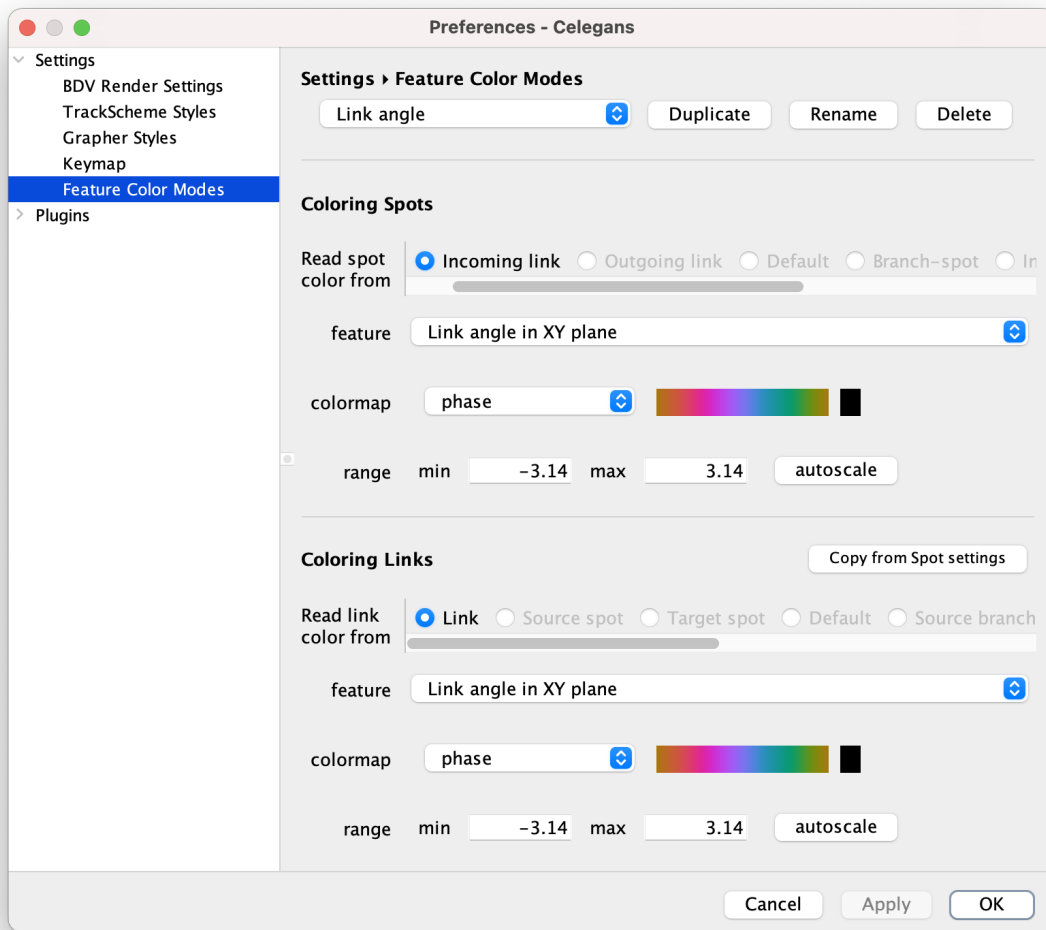 Preferences - Celegans
Settings
BDV Render Settings
TrackScheme Styles
Grapher Styles
Keymap
Feature Color Modes
Plugins
Settings ▸ Feature Color Modes
Link angle Duplicate Rename Delete
Coloring Spots
Read spot
color from
Incoming link Outgoing link Default Branch-spot In
feature Link angle in XY plane
colormap phase
range min -3.14 max 3.14 autoscale
Coloring Links Copy from Spot settings
Read link
color from
Link Source spot Target spot Default Source branch
feature Link angle in XY plane
colormap phase
range min -3.14 max 3.14 autoscale
Cancel Apply OK